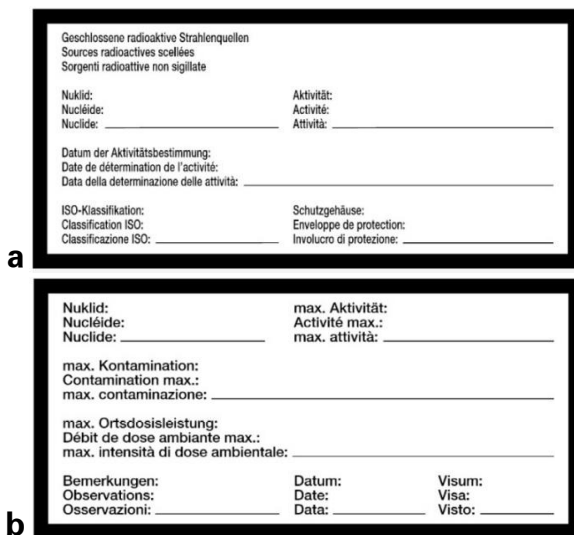 Geschlossene radioaktive Strahlenquellen
Sources radioactives scellées
Sorgenti radioattive non sigillate
Nuklid: Aktivität:
Nucléide: Activité:
Nuclide: Attività:
Datum der Aktivitätsbestimmung:
Date de détermination de l'activité:
Data della determinazione delle attività:
ISO-Klassifikation: Schutzgehäuse:
Classification ISO: Enveloppe de protection:
Classificazione ISO: Involucro di protezione:
a
Nuklid: max. Aktivität:
Nucléide: Activité max.:
Nuclide: max. attività:
max. Kontamination:
Contamination max.:
max. contaminazione:
max. Ortsdosisleistung:
Débit de dose ambiante max.:
max. intensità di dose ambientale:
Bemerkungen: Datum: Visum:
Observations: Date: Visa:
Osservazioni: Data: Visto:
b